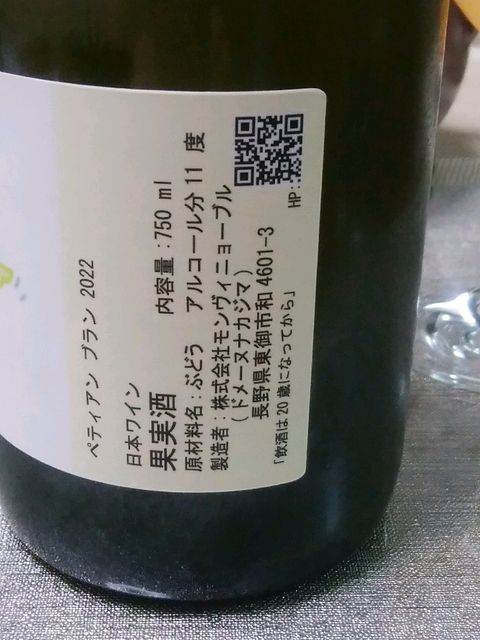 ペティアン ブラン 2022
日本ワイン
果実酒 内容量：750 ml
原材料名：ぶどう アルコール分 11 度
製造者：株式会社モンヴィニョーブル
（ドメーヌナカジマ）
長野県東御市和 4601-3
「飲酒は 20 歳になってから」
HP: